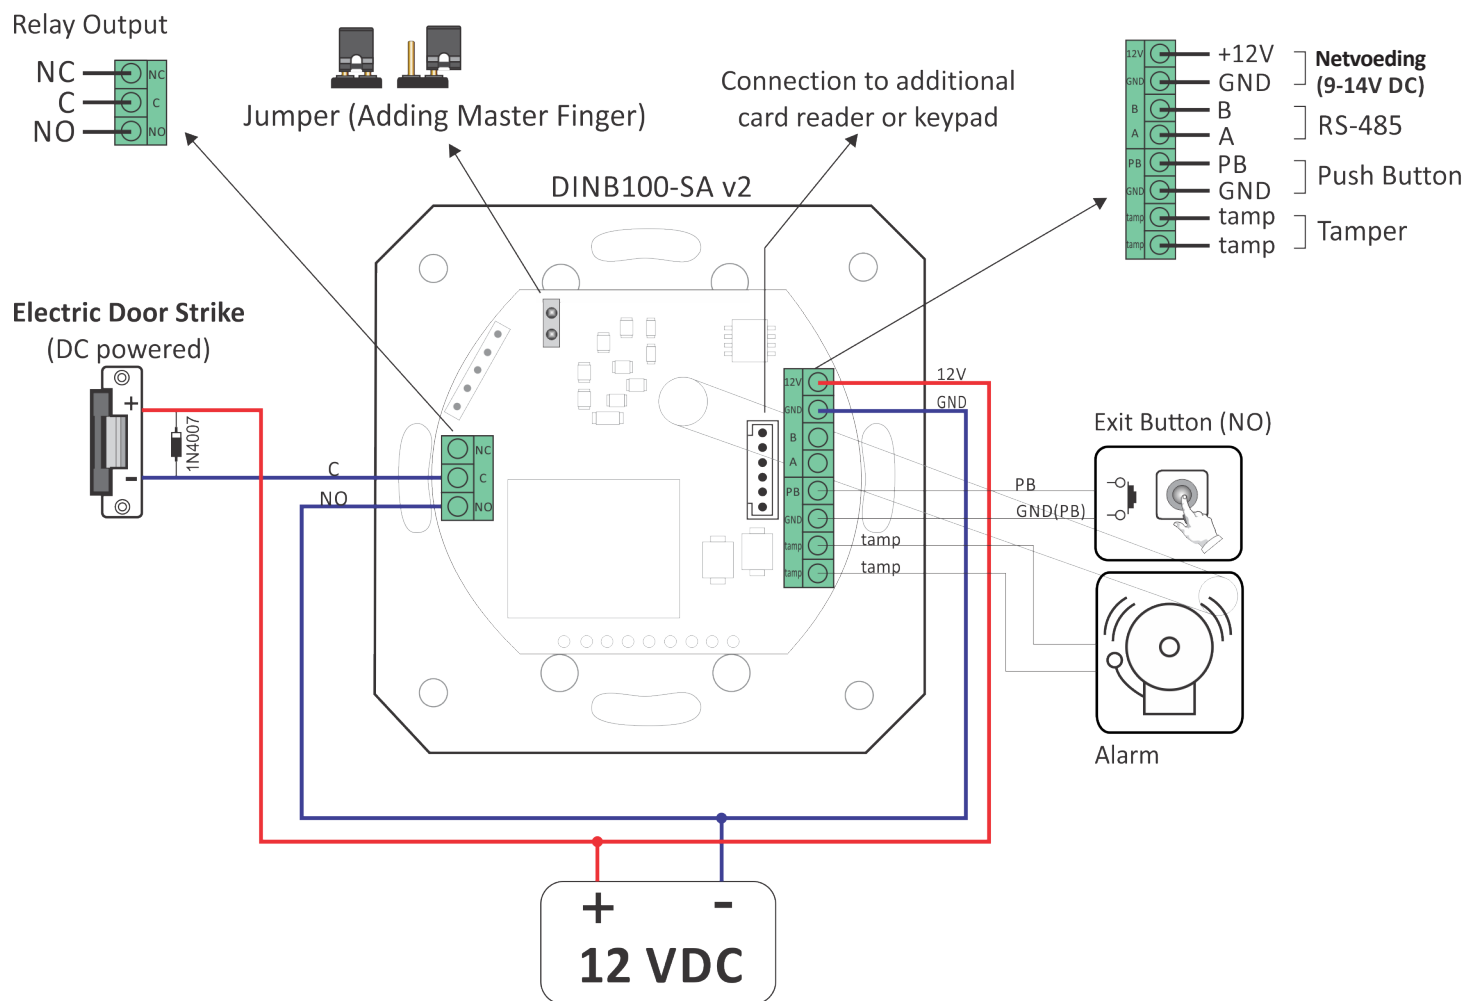 Relay Output
NC
C
NO
NC
C
NO
Jumper (Adding Master Finger)
Connection to additional
card reader or keypad
DINB100-SA v2
12V
GND
B
A
PB
GND
tamp
tamp
+12V
GND
B
A
PB
GND
tamp
tamp
Netvoeding
(9-14V DC)
RS-485
Push Button
Tamper
Electric Door Strike
(DC powered)
+
-
1N4007
C
NO
NC
C
NO
12V
GND
B
A
PB
GND
tamp
tamp
12V
GND
PB
GND(PB)
tamp
tamp
Exit Button (NO)
Alarm
+ -
12 VDC